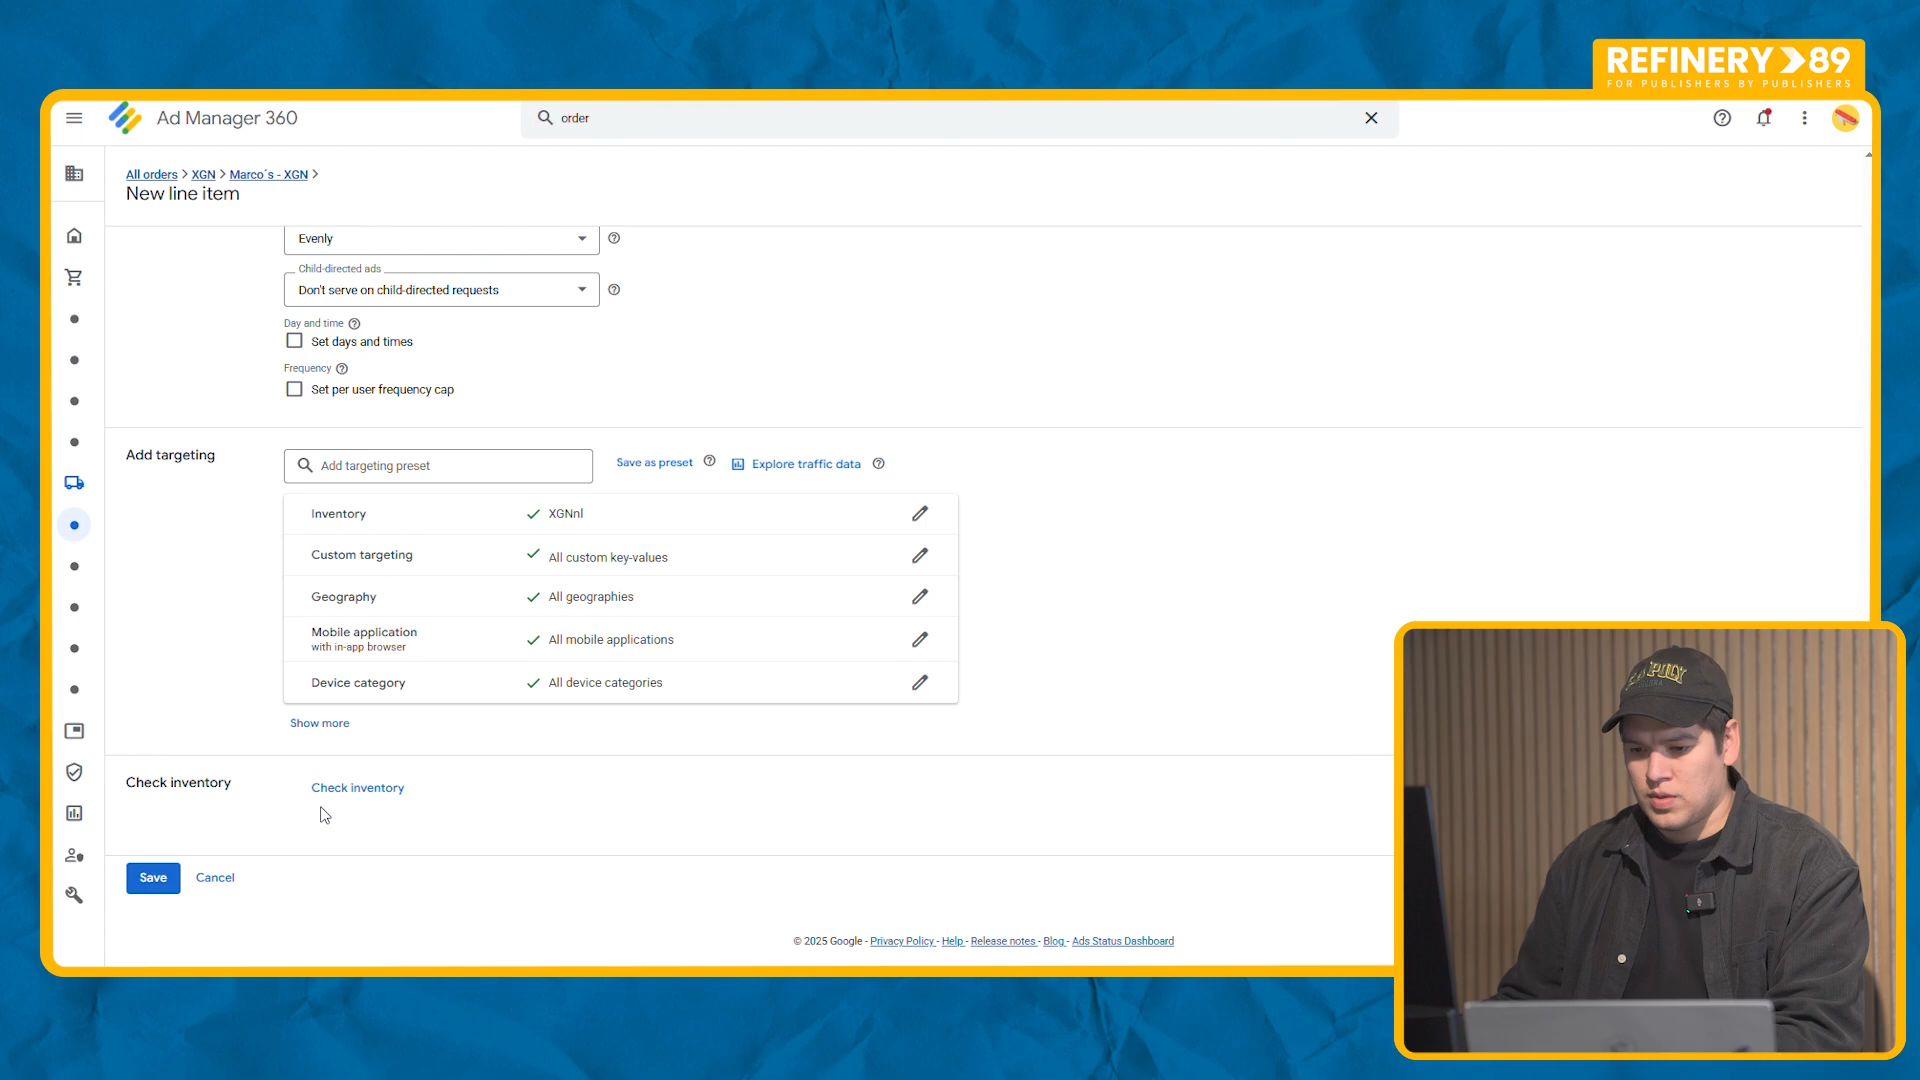 REFINERY 89
FOR PUBLISHERS BY PUBLISHERS
Ad Manager 360
order
All orders > XGN > Marco´s - XGN >
New line item
Evenly
Child-directed ads
Don't serve on child-directed requests
Day and time
Set days and times
Frequency
Set per user frequency cap
Add targeting
Add targeting preset
Save as preset
Explore traffic data
Inventory
XGNnl
Custom targeting
All custom key-values
Geography
All geographies
Mobile application
with in-app browser
All mobile applications
Device category
All device categories
Show more
Check inventory
Check inventory
Save
Cancel
© 2025 Google - Privacy Policy - Help - Release notes - Blog - Ads Status Dashboard